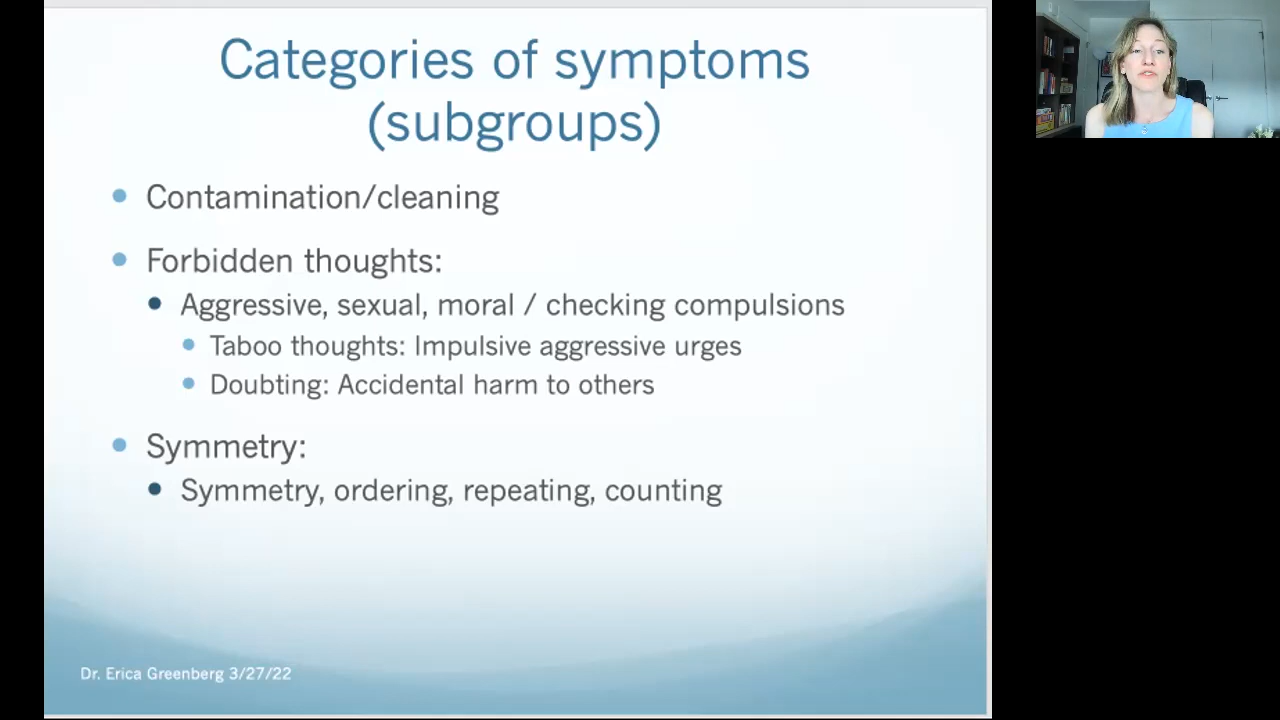 Categories of symptoms
(subgroups)
Contamination/cleaning
Forbidden thoughts:
Aggressive, sexual, moral / checking compulsions
Taboo thoughts: Impulsive aggressive urges
Doubting: Accidental harm to others
Symmetry:
Symmetry, ordering, repeating, counting
Dr. Erica Greenberg 3/27/22